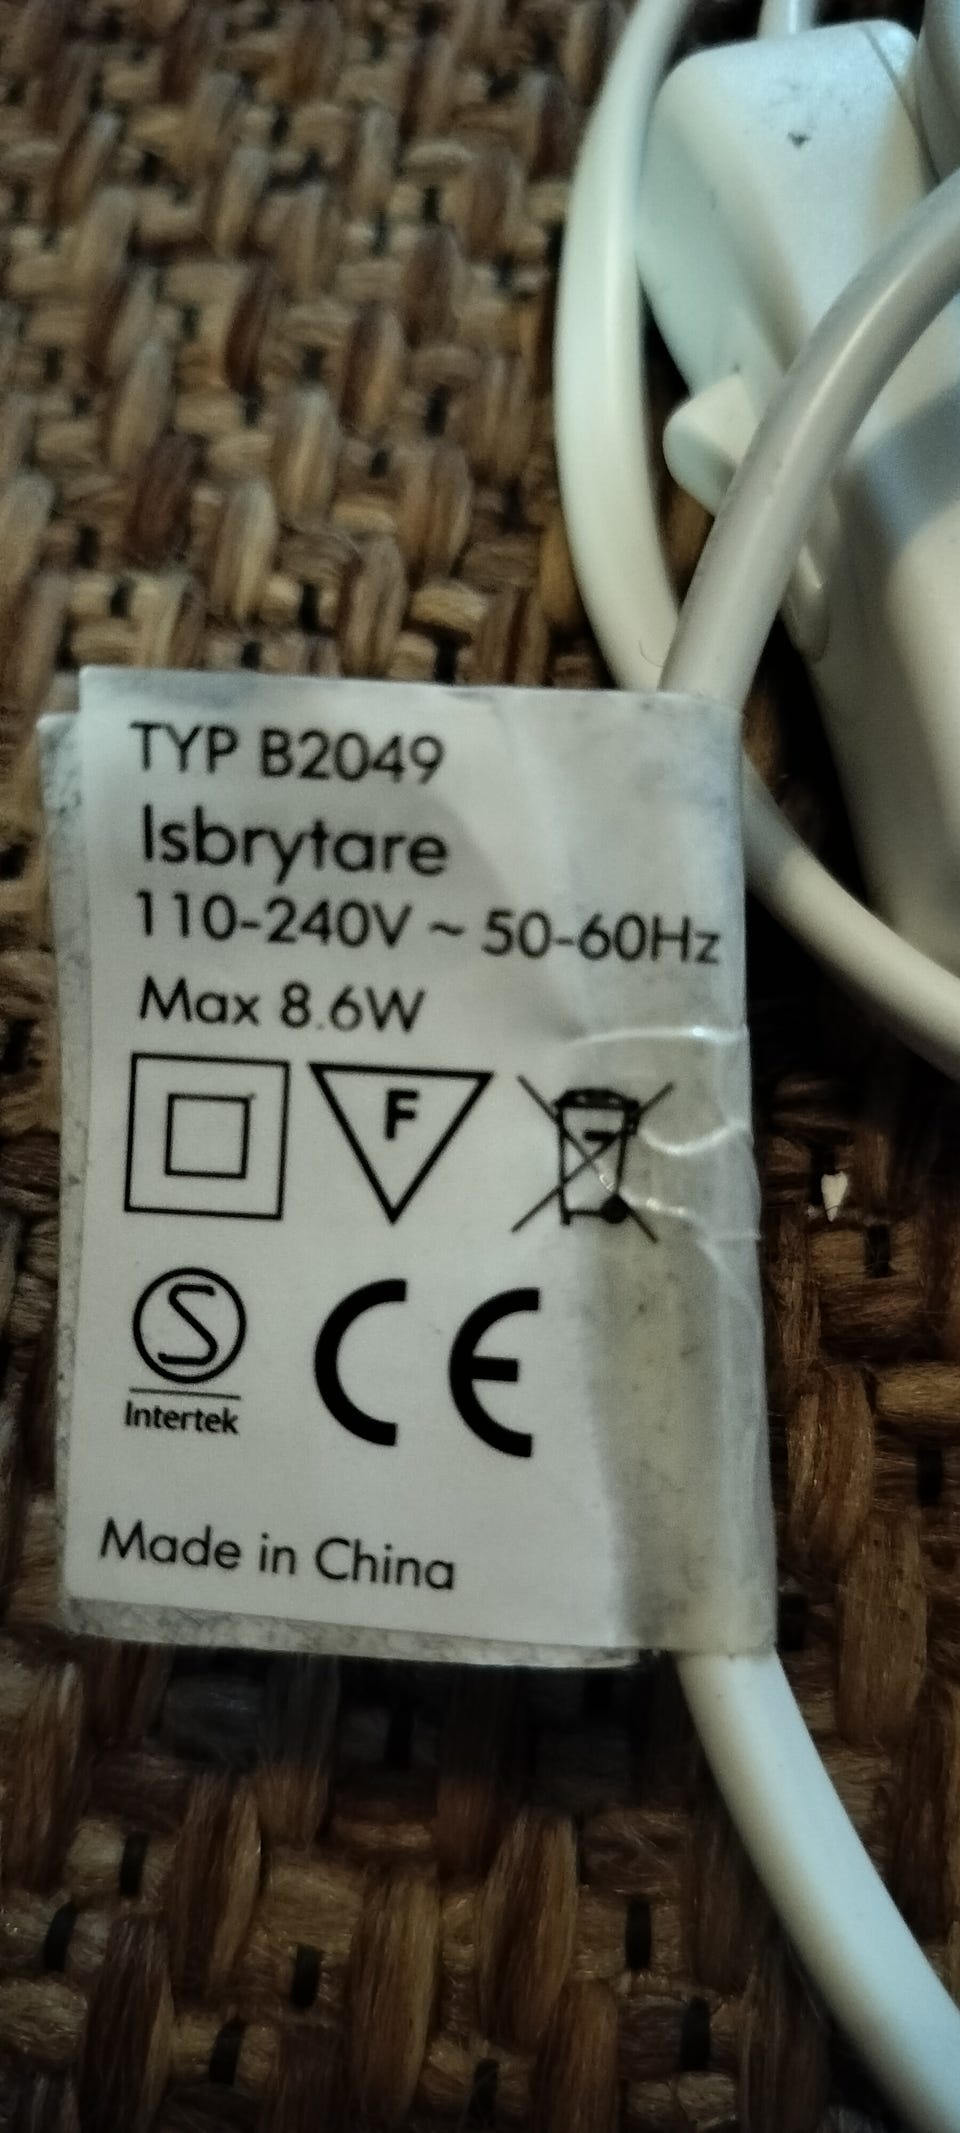 TYP B2049
Isbrytare
110-240V ~ 50-60Hz
Max 8.6W
F
S
Intertek
CE
Made in China